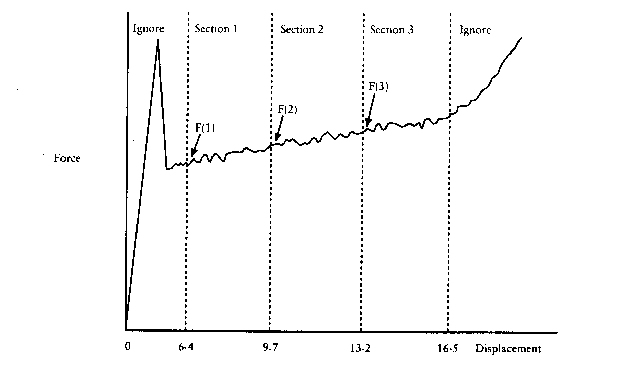 Ignore
Section 1
Section 2
Section 3
Ignore
F(1)
F(2)
F(3)
Force
0
6·4
9·7
13·2
16·5
Displacement